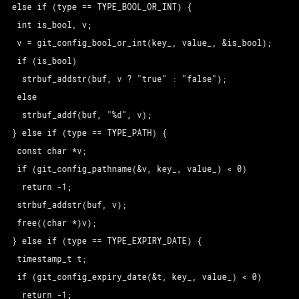 else if (type == TYPE_BOOL_OR_INT) {
int is_bool, v;
v = git_config_bool_or_int(key_, value_, &is_bool);
if (is_bool)
strbuf_addstr(buf, v ? "true" : "false");
else
strbuf_addf(buf, "%d", v);
} else if (type == TYPE_PATH) {
const char *v;
if (git_config_pathname(&v, key_, value_) < 0)
return -1;
strbuf_addstr(buf, v);
free((char *)v);
} else if (type == TYPE_EXPIRY_DATE) {
timestamp_t t;
if (git_config_expiry_date(&t, key_, value_) < 0)
return -1;